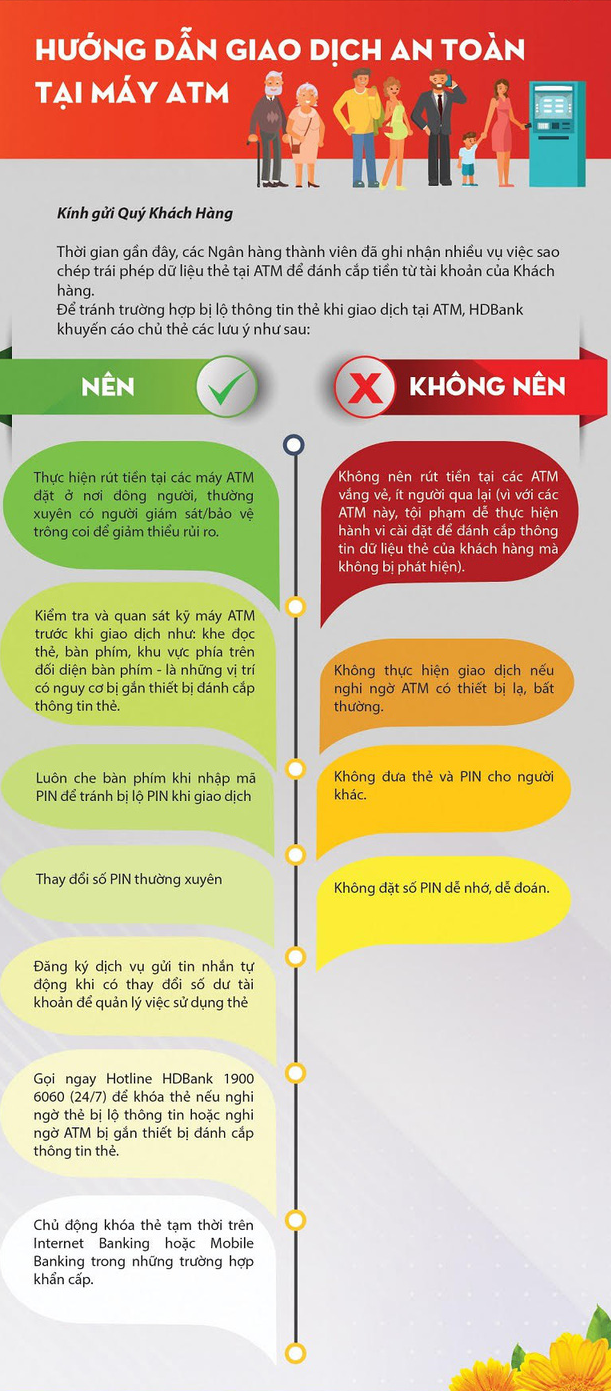 HƯỚNG DẪN GIAO DỊCH AN TOÀN
TẠI MÁY ATM
Kính gửi Quý Khách Hàng
Thời gian gần đây, các Ngân hàng thành viên đã ghi nhận nhiều vụ việc sao
chép trái phép dữ liệu thẻ tại ATM để đánh cắp tiền từ tài khoản của Khách
hàng.
Để tránh trường hợp bị lộ thông tin thẻ khi giao dịch tại ATM, HDBank
khuyến cáo chủ thẻ các lưu ý như sau:
NÊN
Thực hiện rút tiền tại các máy ATM
đặt ở nơi đông người, thường
xuyên có người giám sát/bảo vệ
trông coi để giảm thiểu rủi ro.
Kiểm tra và quan sát kỹ máy ATM
trước khi giao dịch như: khe đọc
thẻ, bàn phím, khu vực phía trên
đối diện bàn phím - là những vị trí
có nguy cơ bị gắn thiết bị đánh cắp
thông tin thẻ.
Luôn che bàn phím khi nhập mã
PIN để tránh bị lộ PIN khi giao dịch
Thay đổi số PIN thường xuyên
Đăng ký dịch vụ gửi tin nhắn tự
động khi có thay đổi số dư tài
khoản để quản lý việc sử dụng thẻ
Gọi ngay Hotline HDBank 1900
6060 (24/7) để khóa thẻ nếu nghi
ngờ thẻ bị lộ thông tin hoặc nghi
ngờ ATM bị gắn thiết bị đánh cắp
thông tin thẻ.
Chủ động khóa thẻ tạm thời trên
Internet Banking hoặc Mobile
Banking trong những trường hợp
khẩn cấp.
KHÔNG NÊN
Không nên rút tiền tại các ATM
vắng vẻ, ít người qua lại (vì với các
ATM này, tội phạm dễ thực hiện
hành vi cài đặt để đánh cắp thông
tin dữ liệu thẻ của khách hàng mà
không bị phát hiện).
Không thực hiện giao dịch nếu
nghi ngờ ATM có thiết bị lạ, bất
thường.
Không đưa thẻ và PIN cho người
khác.
Không đặt số PIN dễ nhớ, dễ đoán.